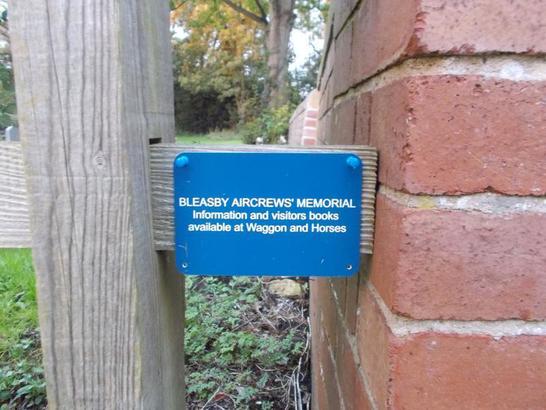 BLEASBY AIRCREWS' MEMORIAL
Information and visitors books
available at Waggon and Horses